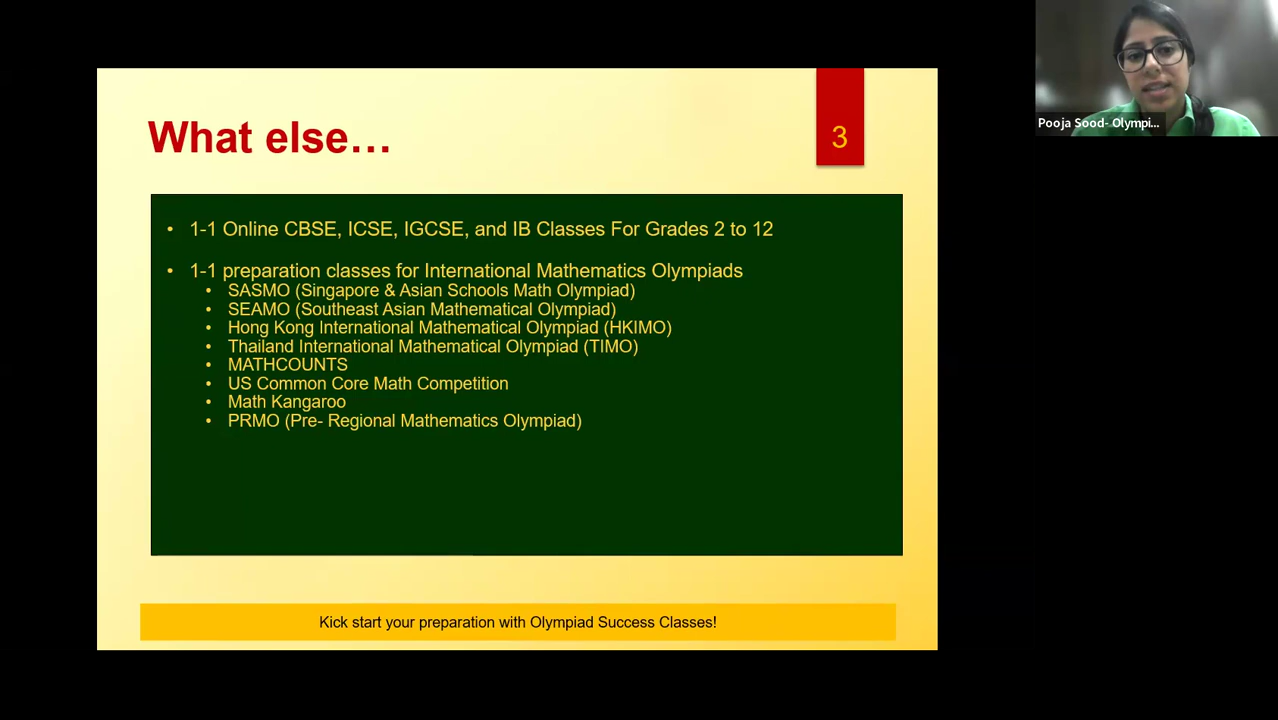 What else…
3
• 1-1 Online CBSE, ICSE, IGCSE, and IB Classes For Grades 2 to 12
• 1-1 preparation classes for International Mathematics Olympiads
• SASMO (Singapore & Asian Schools Math Olympiad)
• SEAMO (Southeast Asian Mathematical Olympiad)
• Hong Kong International Mathematical Olympiad (HKIMO)
• Thailand International Mathematical Olympiad (TIMO)
• MATHCOUNTS
• US Common Core Math Competition
• Math Kangaroo
• PRMO (Pre- Regional Mathematics Olympiad)
Kick start your preparation with Olympiad Success Classes!
Pooja Sood- Olympi...